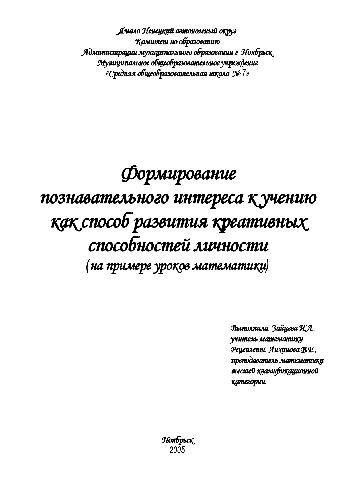 Ямало Ненецкий автономный округ
Комитет по образованию
Администрации муниципального образования г. Ноябрьск
Муниципальное общеобразовательное учреждение
«Средняя общеобразовательная школа № 7»
Формирование
познавательного интереса к учению
как способ развития креативных
способностей личности
(на примере уроков математики)
Выполнила: Зайцева И.Л.
учитель математики
Рецензент: В.Е.,
преподаватель математики
высшей квалификационной
категории.
Ноябрьск
2005